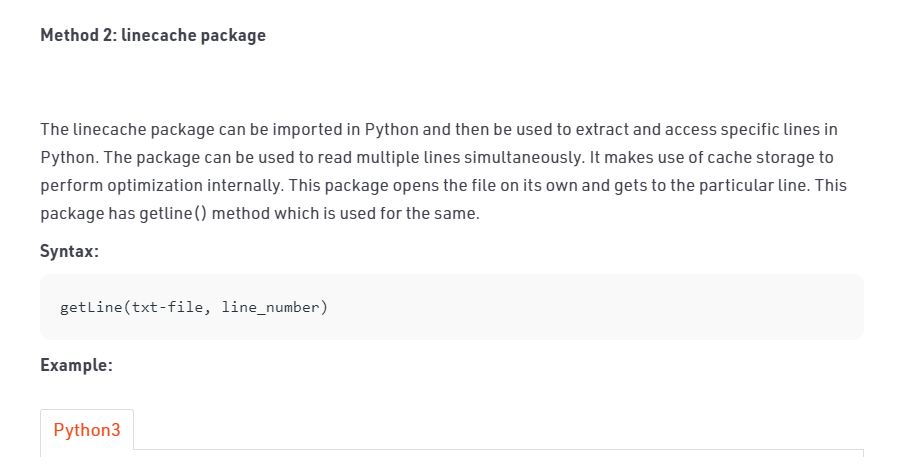 Method 2: linecache package
The linecache package can be imported in Python and then be used to extract and access specific lines in
Python. The package can be used to read multiple lines simultaneously. It makes use of cache storage to
perform optimization internally. This package opens the file on its own and gets to the particular line. This
package has getline() method which is used for the same.
Syntax:
getLine(txt-file, line_number)
Example:
Python3